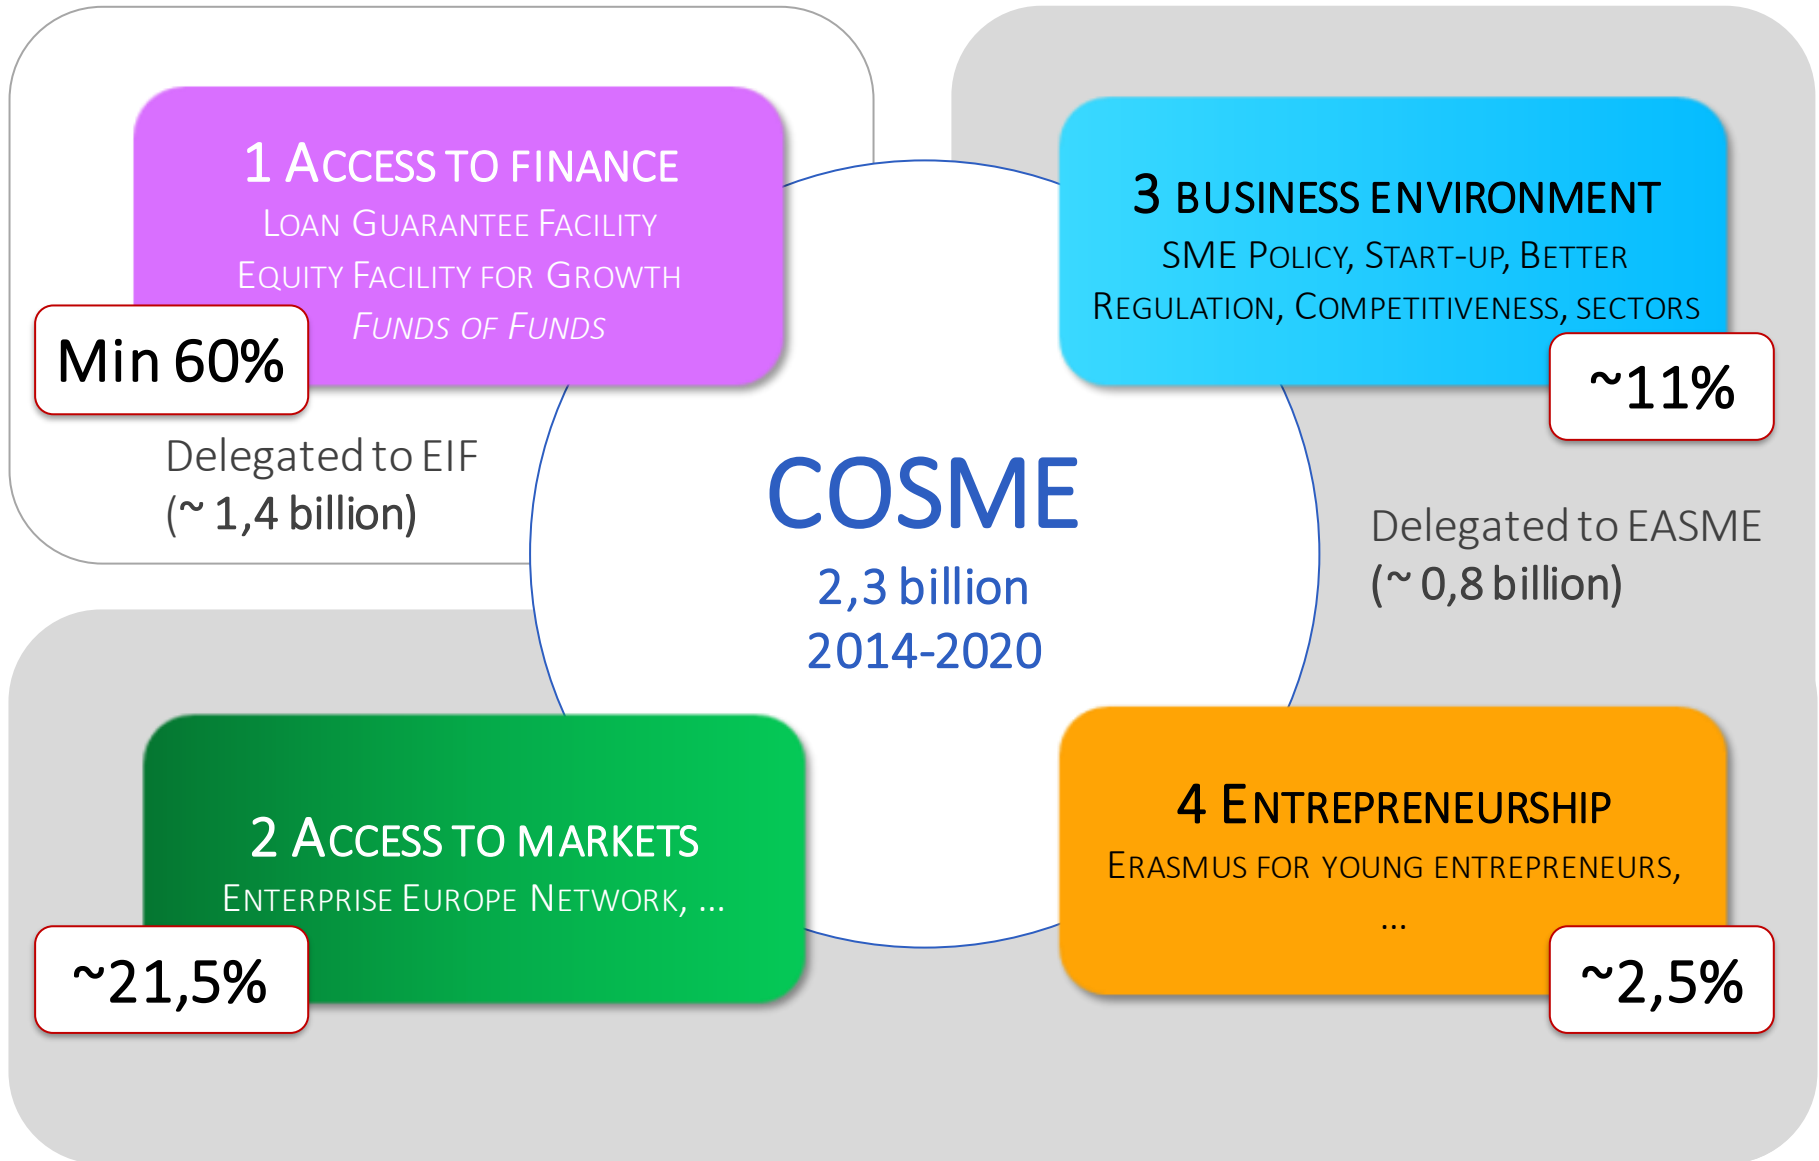 1 Access to finance
Loan Guarantee Facility
Equity Facility for Growth
Funds of Funds
Min 60%
Delegated to EIF
(~ 1,4 billion)
3 business environment
SME Policy, Start-up, Better
Regulation, Competitiveness, sectors
~11%
COSME
2,3 billion
2014-2020
Delegated to EASME
(~ 0,8 billion)
2 Access to markets
Enterprise Europe Network, ...
~21,5%
4 Entrepreneurship
Erasmus for young entrepreneurs,
...
~2,5%